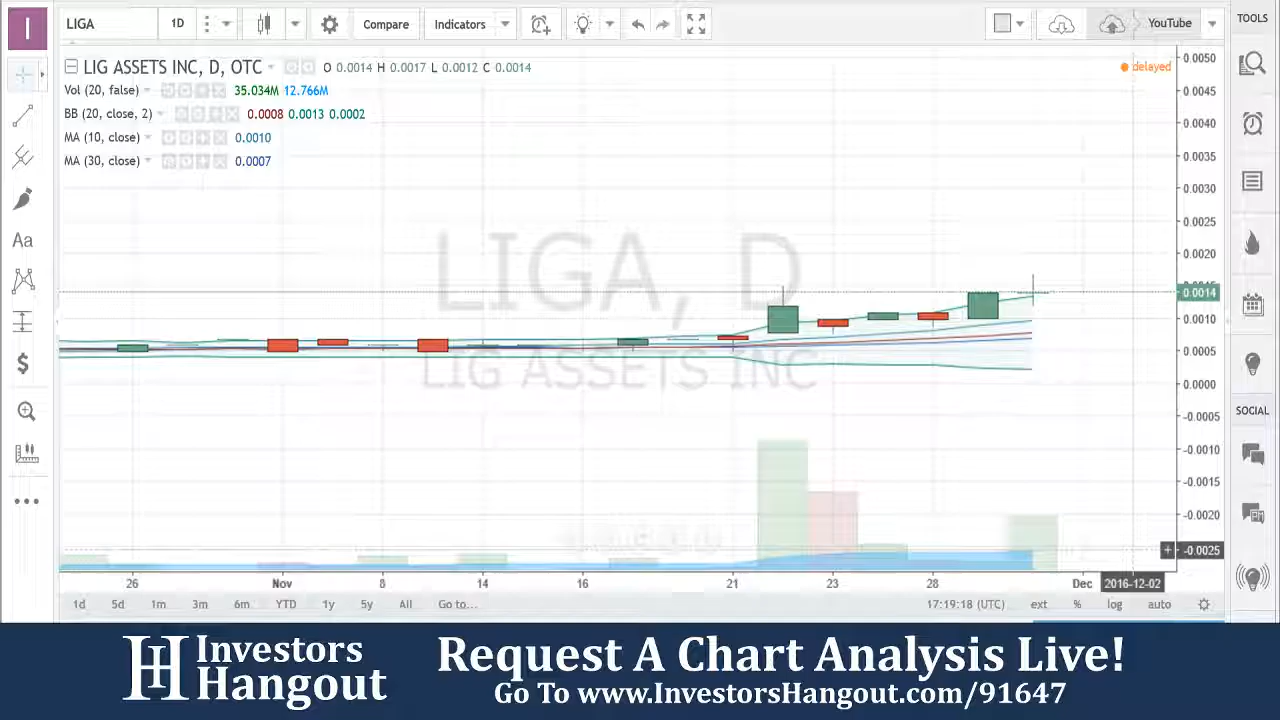 LIGA
1D
Compare
Indicators
YouTube
TOOLS
LIG ASSETS INC, D, OTC
O 0.0014 H 0.0017 L 0.0012 C 0.0014
delayed
Vol (20, false) 35.034M 12.766M
BB (20, close, 2) 0.0008 0.0013 0.0002
MA (10, close) 0.0010
MA (30, close) 0.0007
LIGA, D
LIG ASSETS INC
0.0050
0.0045
0.0040
0.0035
0.0030
0.0025
0.0020
0.0014
0.0010
0.0005
0.0000
-0.0005
-0.0010
-0.0015
-0.0020
-0.0025
Aa
$
SOCIAL
26 Nov 8 14 16 21 23 28 Dec 2016-12-02
1d 5d 1m 3m 6m YTD 1y 5y All Go to... 17:19:18 (UTC) ext % log auto
Investors
Hangout
Request A Chart Analysis Live!
Go To www.InvestorsHangout.com/91647